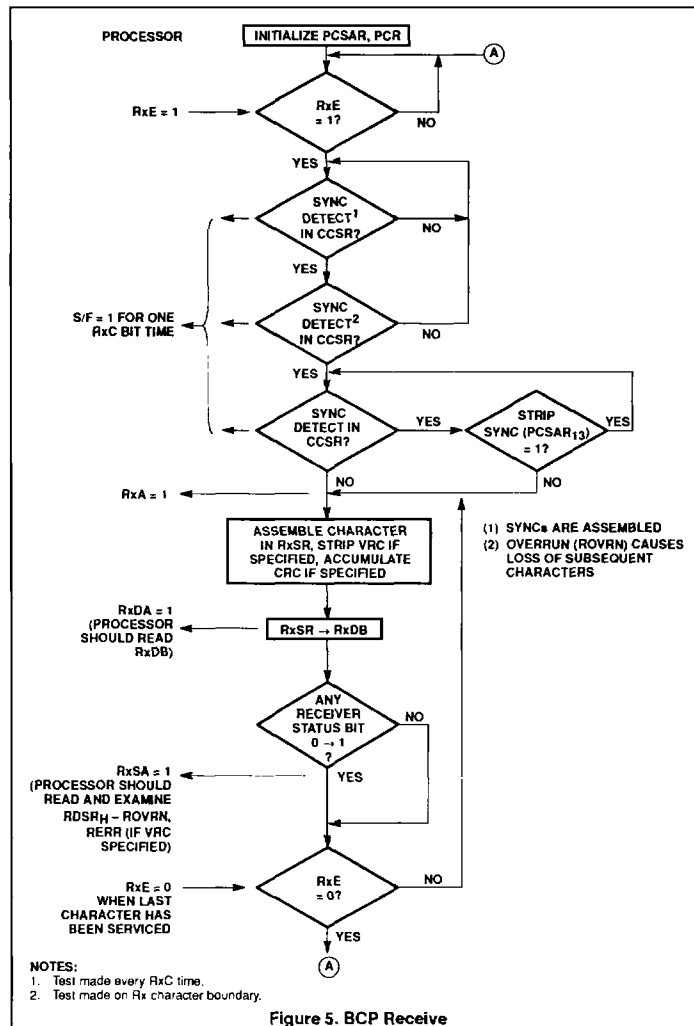 PROCESSOR
INITIALIZE PCSAR, PCR
A
RxE = 1
RxE
= 1?
NO
YES
SYNC
DETECT1
IN CCSR?
NO
YES
S/F = 1 FOR ONE
RxC BIT TIME
SYNC
DETECT2
IN CCSR?
NO
YES
SYNC
DETECT IN
CCSR?
YES
STRIP
SYNC (PCSAR13)
= 1?
YES
NO
NO
RxA = 1
ASSEMBLE CHARACTER
IN RxSR, STRIP VRC IF
SPECIFIED, ACCUMULATE
CRC IF SPECIFIED
(1) SYNCs ARE ASSEMBLED
(2) OVERRUN (ROVRN) CAUSES
LOSS OF SUBSEQUENT
CHARACTERS
RxDA = 1
(PROCESSOR
SHOULD READ
RxDB)
RxSR → RxDB
ANY
RECEIVER
STATUS BIT
0 → 1
?
NO
YES
RxSA = 1
(PROCESSOR SHOULD
READ AND EXAMINE
RDSRH – ROVRN,
RERR (IF VRC
SPECIFIED)
RxE = 0
WHEN LAST
CHARACTER HAS
BEEN SERVICED
RxE
= 0?
NO
YES
A
NOTES:
1. Test made every RxC time.
2. Test made on Rx character boundary.
Figure 5. BCP Receive